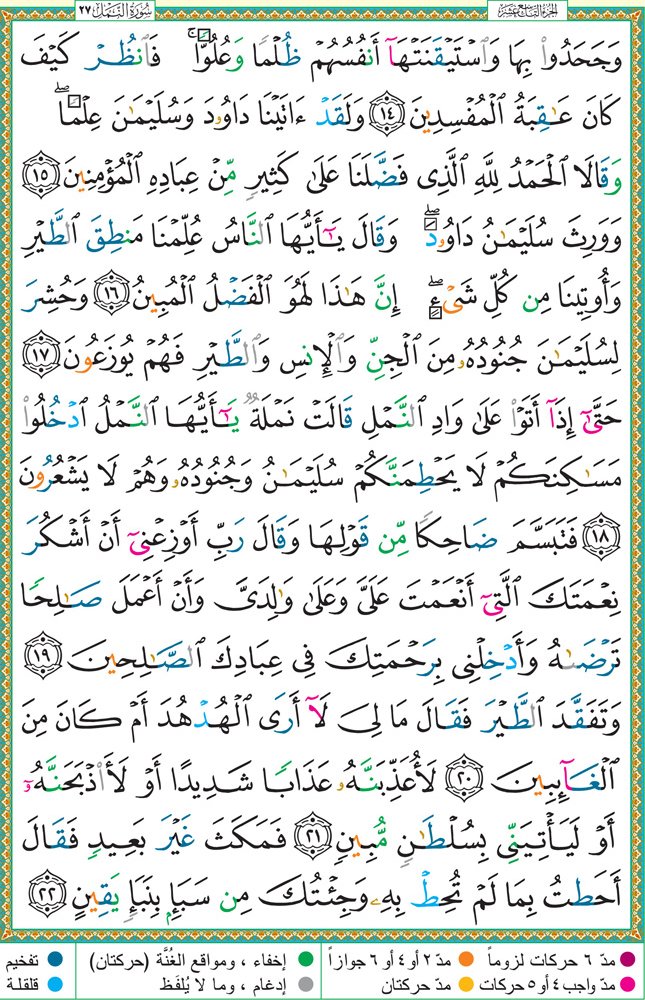 سُورَةُ النَّمْلِ ٢٧
الجزء التاسع عشر
وَجَحَدُوا۟ بِهَا وَٱسْتَيْقَنَتْهَآ أَنفُسُهُمْ ظُلْمًا وَعُلُوًّا ۚ فَٱنظُرْ كَيْفَ
كَانَ عَـٰقِبَةُ ٱلْمُفْسِدِينَ ١٤ وَلَقَدْ ءَاتَيْنَا دَاوُۥدَ وَسُلَيْمَـٰنَ عِلْمًا ۖ
وَقَالَا ٱلْحَمْدُ لِلَّهِ ٱلَّذِى فَضَّلَنَا عَلَىٰ كَثِيرٍ مِّنْ عِبَادِهِ ٱلْمُؤْمِنِينَ ١٥
وَوَرِثَ سُلَيْمَـٰنُ دَاوُۥدَ ۖ وَقَالَ يَـٰٓأَيُّهَا ٱلنَّاسُ عُلِّمْنَا مَنطِقَ ٱلطَّيْرِ
وَأُوتِينَا مِن كُلِّ شَىْءٍ ۖ إِنَّ هَـٰذَا لَهُوَ ٱلْفَضْلُ ٱلْمُبِينُ ١٦ وَحُشِرَ
لِسُلَيْمَـٰنَ جُنُودُهُۥ مِنَ ٱلْجِنِّ وَٱلْإِنسِ وَٱلطَّيْرِ فَهُمْ يُوزَعُونَ ١٧
حَتَّىٰٓ إِذَآ أَتَوْا۟ عَلَىٰ وَادِ ٱلنَّمْلِ قَالَتْ نَمْلَةٌ يَـٰٓأَيُّهَا ٱلنَّمْلُ ٱدْخُلُوا۟
مَسَـٰكِنَكُمْ لَا يَحْطِمَنَّكُمْ سُلَيْمَـٰنُ وَجُنُودُهُۥ وَهُمْ لَا يَشْعُرُونَ
١٨ فَتَبَسَّمَ ضَاحِكًا مِّن قَوْلِهَا وَقَالَ رَبِّ أَوْزِعْنِىٓ أَنْ أَشْكُرَ
نِعْمَتَكَ ٱلَّتِىٓ أَنْعَمْتَ عَلَىَّ وَعَلَىٰ وَٰلِدَىَّ وَأَنْ أَعْمَلَ صَـٰلِحًا
تَرْضَىٰهُ وَأَدْخِلْنِى بِرَحْمَتِكَ فِى عِبَادِكَ ٱلصَّـٰلِحِينَ ١٩
وَتَفَقَّدَ ٱلطَّيْرَ فَقَالَ مَا لِىَ لَآ أَرَى ٱلْهُدْهُدَ أَمْ كَانَ مِنَ
ٱلْغَآئِبِينَ ٢٠ لَأُعَذِّبَنَّهُۥ عَذَابًا شَدِيدًا أَوْ لَأَا۟ذْبَحَنَّهُۥٓ
أَوْ لَيَأْتِيَنِّى بِسُلْطَـٰنٍ مُّبِينٍ ٢١ فَمَكَثَ غَيْرَ بَعِيدٍ فَقَالَ
أَحَطتُ بِمَا لَمْ تُحِطْ بِهِۦ وَجِئْتُكَ مِن سَبَإٍۭ بِنَبَإٍ يَقِينٍ ٢٢
مدّ ٦ حركات لزوماً مدّ ٢ أو ٤ أو ٦ جوازاً إخفاء ، ومواقع الغُنَّة (حركتان) تفخيم
مدّ واجب ٤ أو ٥ حركات مدّ حركتان إدغام ، وما لا يُلفَظ قلقلة